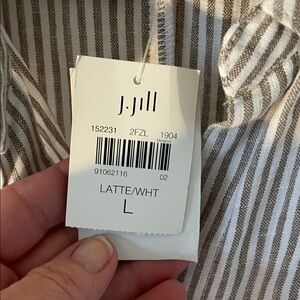 j.jill
152231 2FZL 1904
91062116 02
LATTE/WHT
L